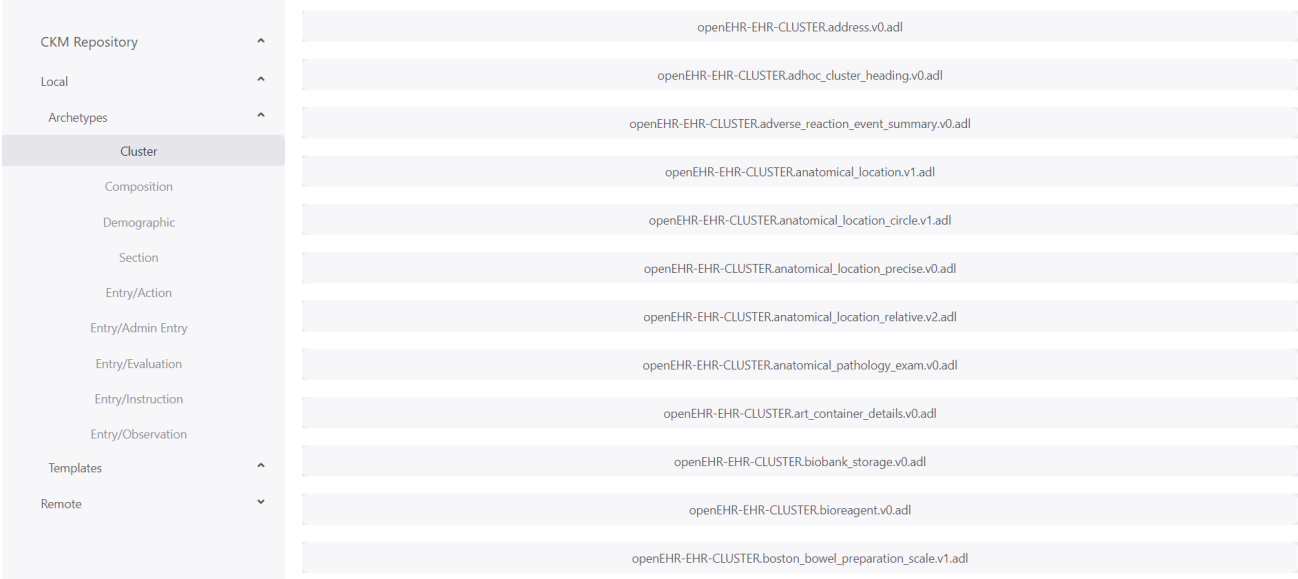 CKM Repository
Local
Archetypes
Cluster
Composition
Demographic
Section
Entry/Action
Entry/Admin Entry
Entry/Evaluation
Entry/Instruction
Entry/Observation
Templates
Remote
openEHR-EHR-CLUSTER.address.v0.adl
openEHR-EHR-CLUSTER.adhoc_cluster_heading.v0.adl
openEHR-EHR-CLUSTER.adverse_reaction_event_summary.v0.adl
openEHR-EHR-CLUSTER.anatomical_location.v1.adl
openEHR-EHR-CLUSTER.anatomical_location_circle.v1.adl
openEHR-EHR-CLUSTER.anatomical_location_precise.v0.adl
openEHR-EHR-CLUSTER.anatomical_location_relative.v2.adl
openEHR-EHR-CLUSTER.anatomical_pathology_exam.v0.adl
openEHR-EHR-CLUSTER.art_container_details.v0.adl
openEHR-EHR-CLUSTER.biobank_storage.v0.adl
openEHR-EHR-CLUSTER.bioreagent.v0.adl
openEHR-EHR-CLUSTER.boston_bowel_preparation_scale.v1.adl